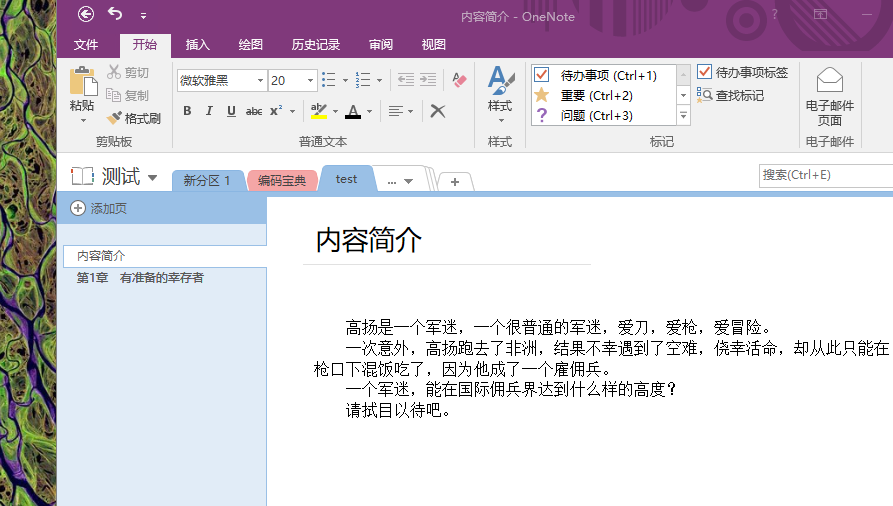 内容简介 - OneNote
?
文件 开始 插入 绘图 历史记录 审阅 视图
粘贴
剪切
复制
格式刷
剪贴板
微软雅黑 20
B I U abc x² ab A
普通文本
A
样式
样式
待办事项 (Ctrl+1)
重要 (Ctrl+2)
? 问题 (Ctrl+3)
待办事项标签
查找标记
标记
电子邮件
页面
电子邮件
测试 新分区 1 编码宝典 test ... +
搜索(Ctrl+E)
添加页
内容简介
第1章 有准备的幸存者
内容简介
高扬是一个军迷，一个很普通的军迷，爱刀，爱枪，爱冒险。
一次意外，高扬跑去了非洲，结果不幸遇到了空难，侥幸活命，却从此只能在
枪口下混饭吃了，因为他成了一个雇佣兵。
一个军迷，能在国际佣兵界达到什么样的高度？
请拭目以待吧。